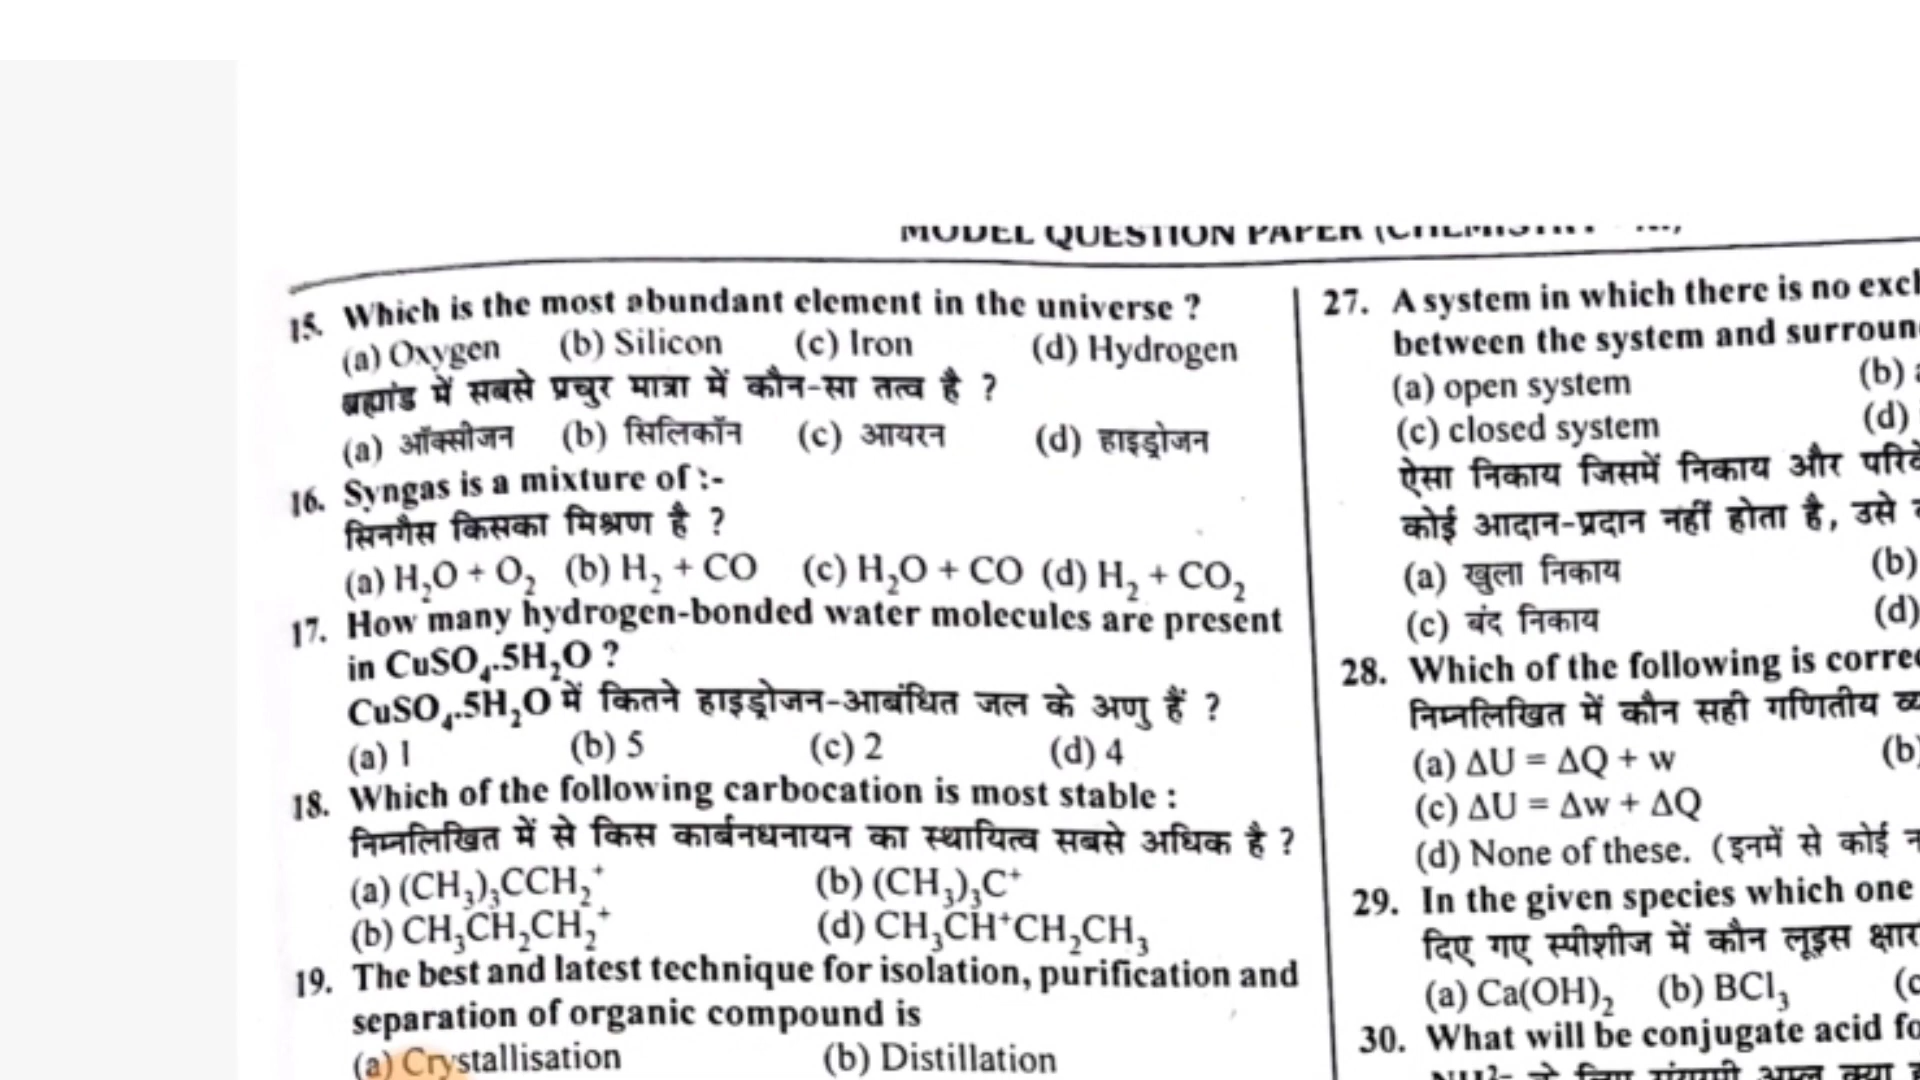 MODEL QUESTION PAPER (CHEMISTRY
15. Which is the most abundant element in the universe ?
(a) Oxygen (b) Silicon (c) Iron (d) Hydrogen
ब्रह्मांड में सबसे प्रचुर मात्रा में कौन-सा तत्व है ?
(a) ऑक्सीजन (b) सिलिकॉन (c) आयरन (d) हाइड्रोजन
16. Syngas is a mixture of :-
सिनगैस किसका मिश्रण है ?
(a) H₂O + O₂ (b) H₂ + CO (c) H₂O + CO (d) H₂ + CO₂
17. How many hydrogen-bonded water molecules are present
in CuSO₄.5H₂O ?
CuSO₄.5H₂O में कितने हाइड्रोजन-आबंधित जल के अणु हैं ?
(a) 1 (b) 5 (c) 2 (d) 4
18. Which of the following carbocation is most stable :
निम्नलिखित में से किस कार्बनधनायन का स्थायित्व सबसे अधिक है ?
(a) (CH₃)₃CCH₂⁺ (b) (CH₃)₃C⁺
(b) CH₃CH₂CH₂⁺ (d) CH₃CH⁺CH₂CH₃
19. The best and latest technique for isolation, purification and
separation of organic compound is
(a) Crystallisation (b) Distillation
27. A system in which there is no
between the system and
(a) open system (b)
(c) closed system (d)
ऐसा निकाय जिसमें निकाय और
कोई आदान-प्रदान नहीं होता है, उसे
(a) खुला निकाय (b)
(c) बंद निकाय (d)
28. Which of the following is
निम्नलिखित में कौन सही गणितीय
(a) ΔU = ΔQ + w (b)
(c) ΔU = Δw + ΔQ
(d) None of these. (इनमें से कोई
29. In the given species which one
दिए गए स्पीशीज में कौन लूइस
(a) Ca(OH)₂ (b) BCl₃
30. What will be conjugate acid